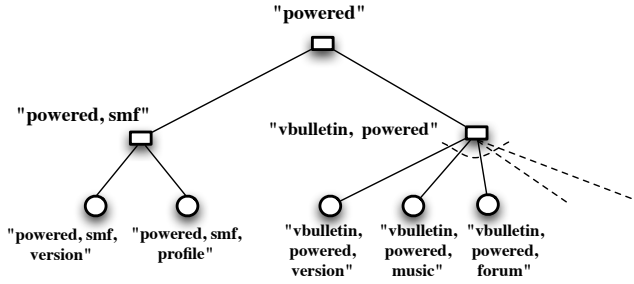 "powered"
"powered, smf"
"vbulletin, powered"
"powered, smf,
version"
"powered, smf,
profile"
"vbulletin,
powered,
version"
"vbulletin,
powered,
music"
"vbulletin,
powered,
forum"